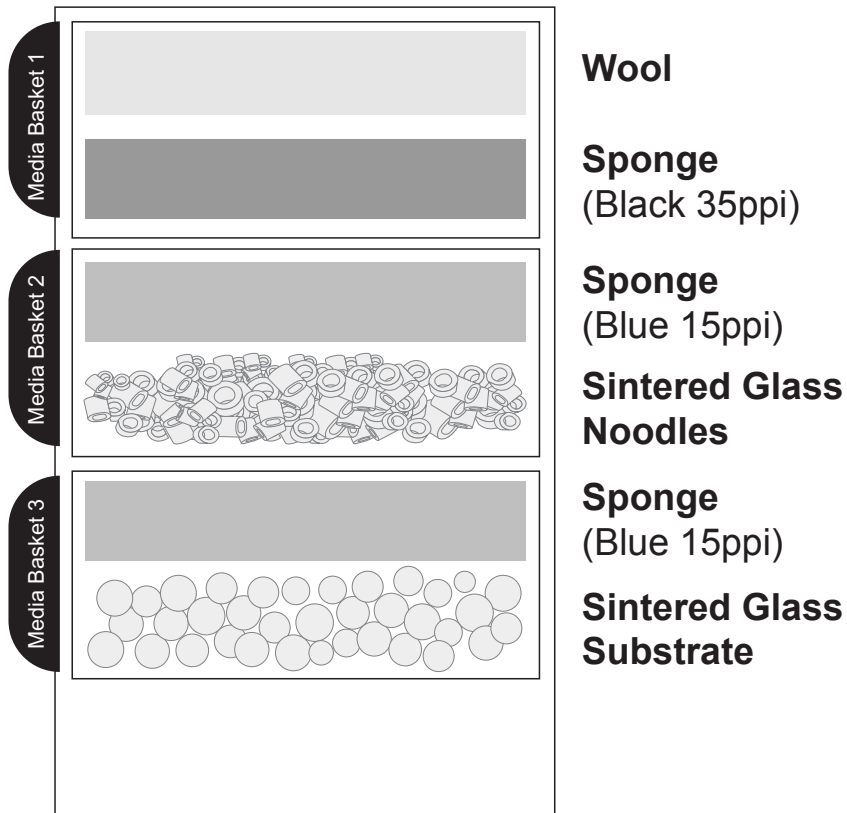 Media Basket 1
Wool
Sponge
(Black 35ppi)
Media Basket 2
Sponge
(Blue 15ppi)
Sintered Glass
Noodles
Media Basket 3
Sponge
(Blue 15ppi)
Sintered Glass
Substrate